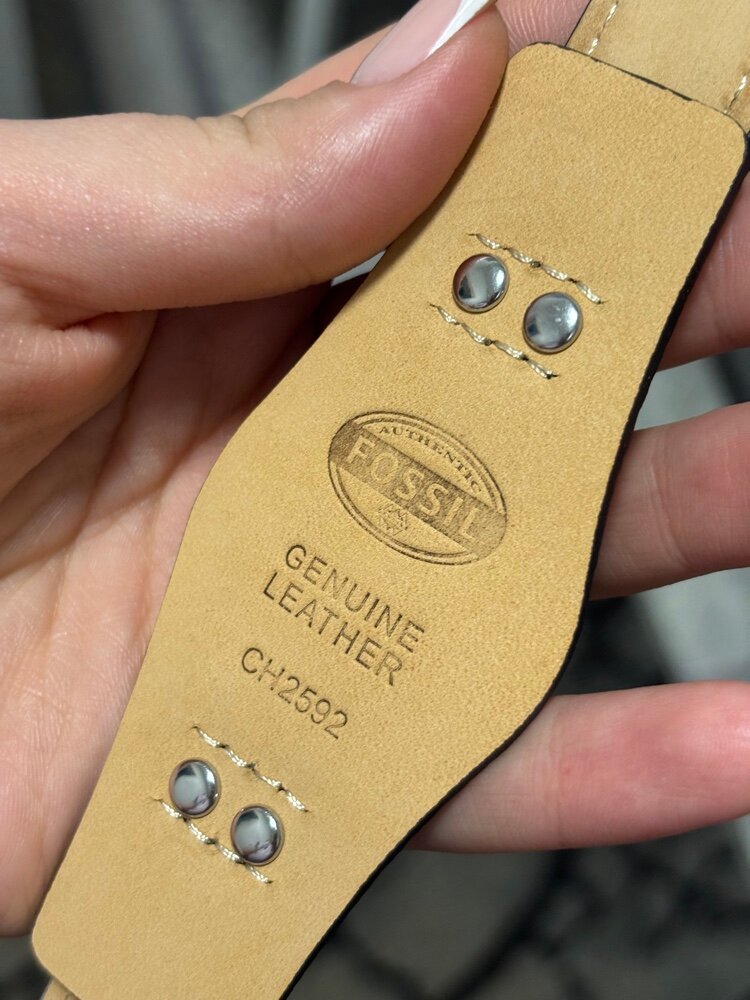 AUTHENTIC
FOSSIL
GENUINE
LEATHER
CH2592